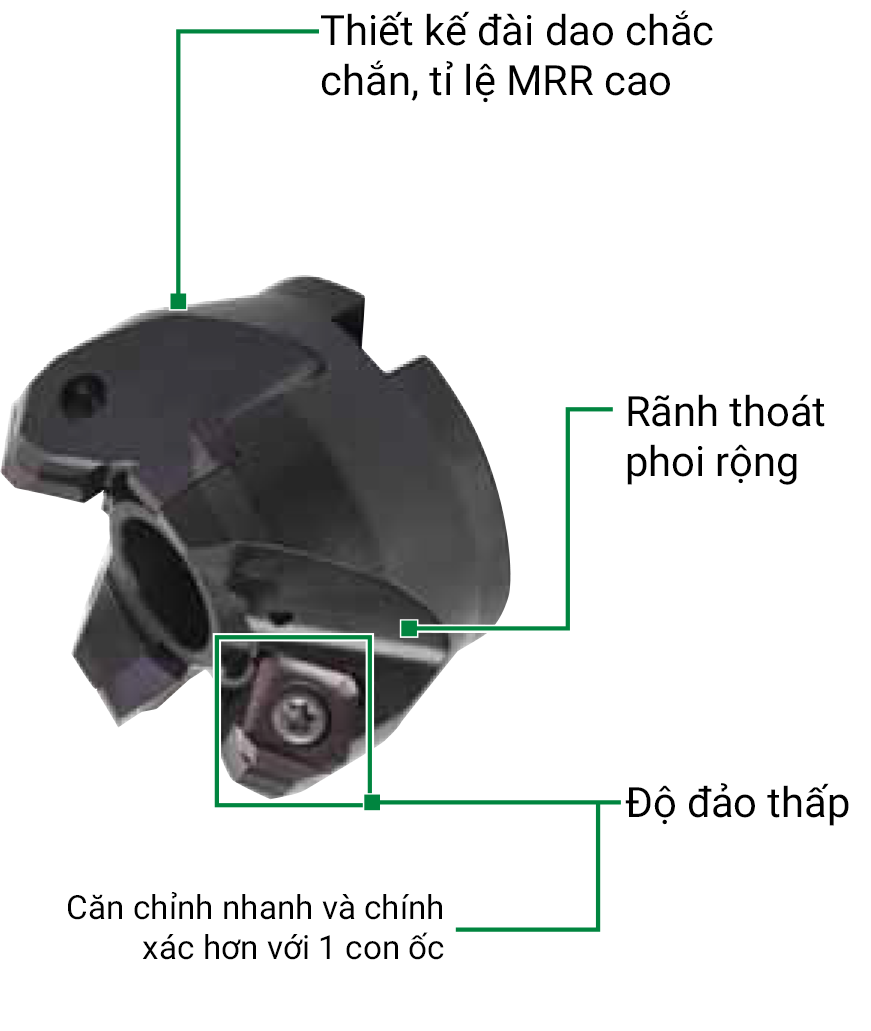 Thiết kế đài dao chắc
chắn, tỉ lệ MRR cao
Rãnh thoát
phoi rộng
Độ đảo thấp
Căn chỉnh nhanh và chính
xác hơn với 1 con ốc